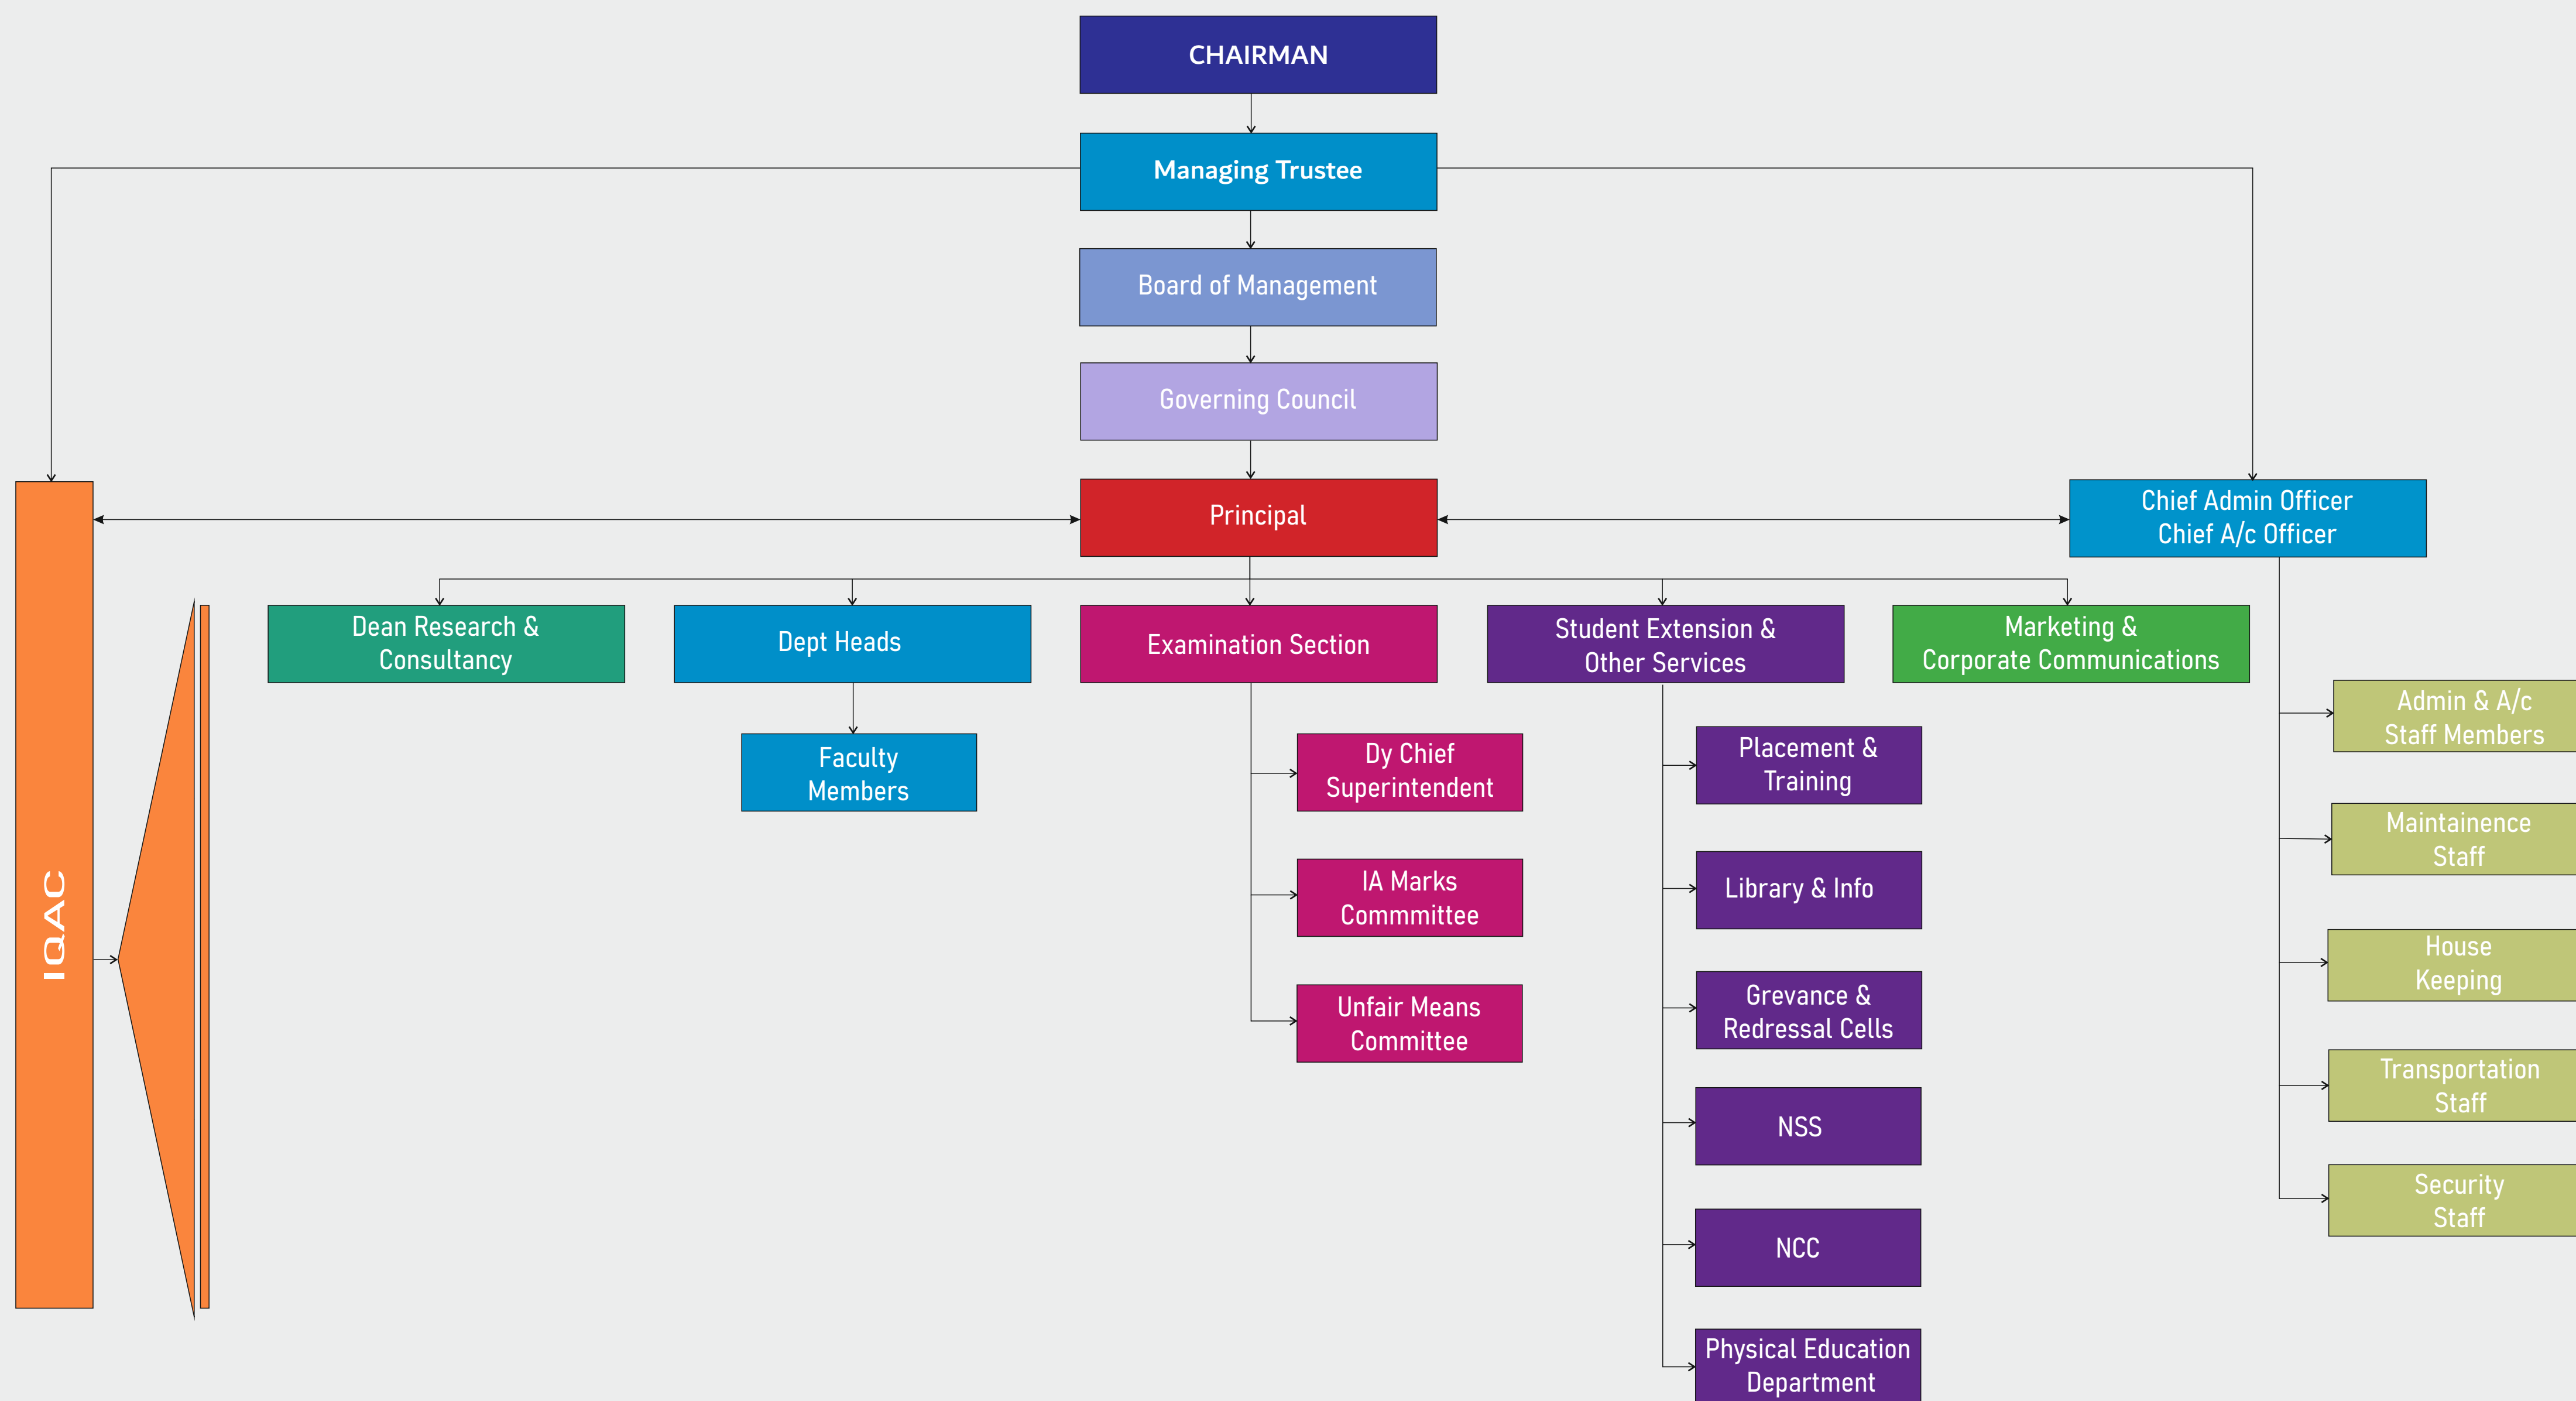 CHAIRMAN
Managing Trustee
Board of Management
Governing Council
Principal
Chief Admin Officer
Chief A/c Officer
IQAC
Dean Research &
Consultancy
Dept Heads
Faculty
Members
Examination Section
Dy Chief
Superintendent
IA Marks
Commmittee
Unfair Means
Committee
Student Extension &
Other Services
Placement &
Training
Library & Info
Grevance &
Redressal Cells
NSS
NCC
Physical Education
Department
Marketing &
Corporate Communications
Admin & A/c
Staff Members
Maintainence
Staff
House
Keeping
Transportation
Staff
Security
Staff